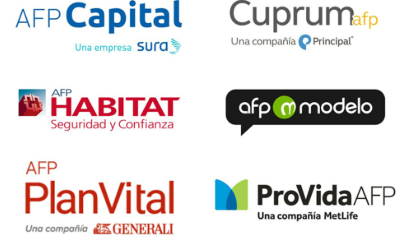 AFP Capital
Una empresa sura
Cuprum afp
Una compañía Principal®
AFP
HABITAT
Seguridad y Confianza
afp modelo
AFP
PlanVital
Una compañía GENERALI
ProVida AFP
Una compañía MetLife